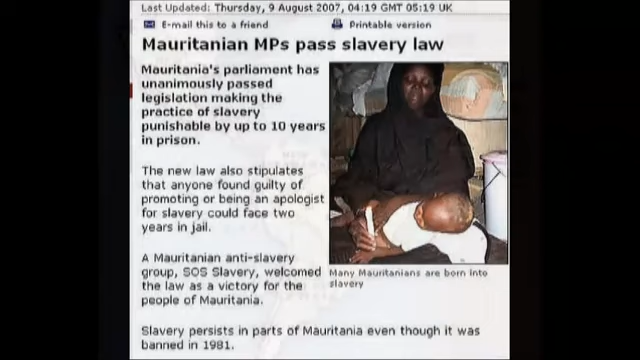 Last Updated: Thursday, 9 August 2007, 04:19 GMT 05:19 UK
E-mail this to a friend
Printable version
Mauritanian MPs pass slavery law
Mauritania's parliament has
unanimously passed
legislation making the
practice of slavery
punishable by up to 10 years
in prison.
The new law also stipulates
that anyone found guilty of
promoting or being an apologist
for slavery could face two
years in jail.
A Mauritanian anti-slavery
group, SOS Slavery, welcomed
the law as a victory for the
people of Mauritania.
Many Mauritanians are born into
slavery
Slavery persists in parts of Mauritania even though it was
banned in 1981.